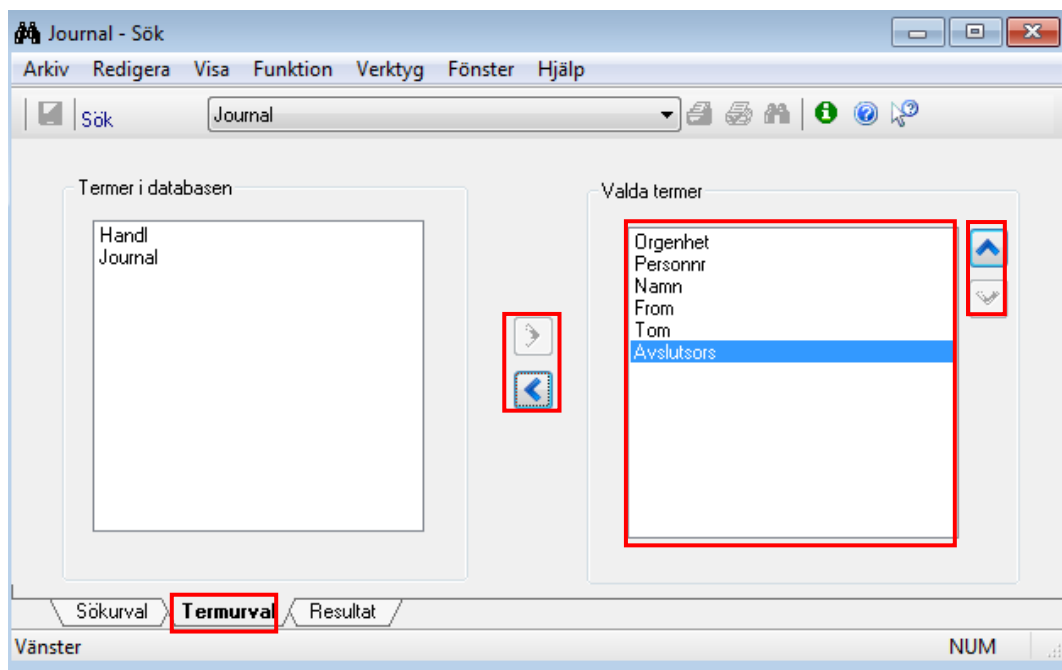 Journal - Sök
Arkiv Redigera Visa Funktion Verktyg Fönster Hjälp
Sök Journal
Termer i databasen
Handl
Journal
Valda termer
Orgenhet
Personnr
Namn
From
Tom
Avslutsors
Sökurval Termurval Resultat
Vänster NUM